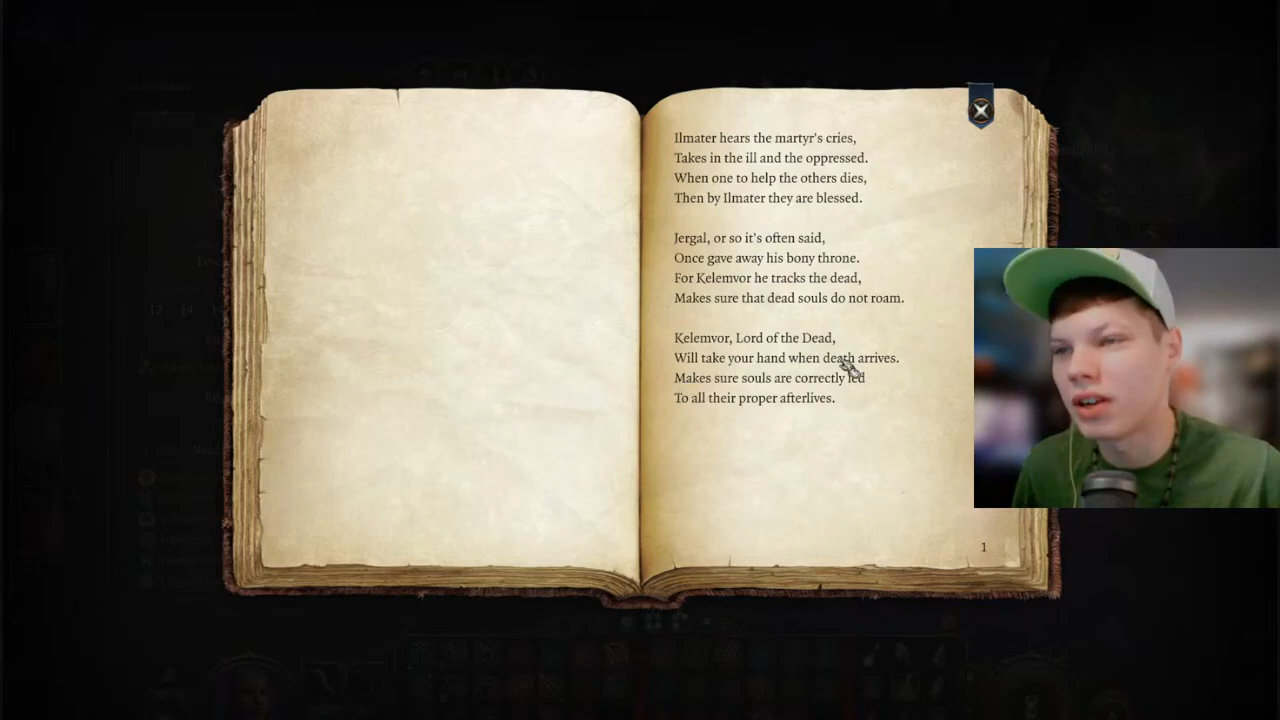 Ilmater hears the martyr's cries,
Takes in the ill and the oppressed.
When one to help the others dies,
Then by Ilmater they are blessed.
Jergal, or so it's often said,
Once gave away his bony throne.
For Kelemvor he tracks the dead,
Makes sure that dead souls do not roam.
Kelemvor, Lord of the Dead,
Will take your hand when death arrives.
Makes sure souls are correctly led
To all their proper afterlives.
1